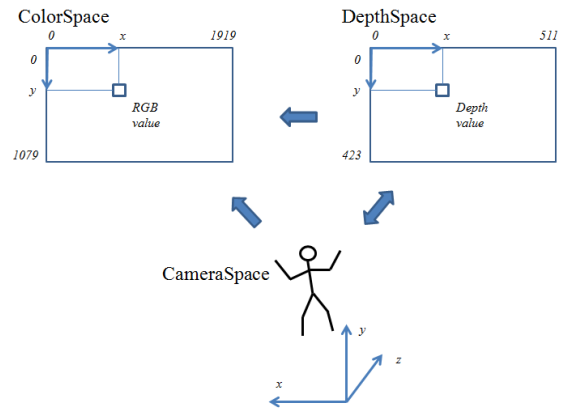 ColorSpace
0 x 1919
0
y
RGB
value
1079
DepthSpace
0 x 511
0
y
Depth
value
423
CameraSpace
y
z
x